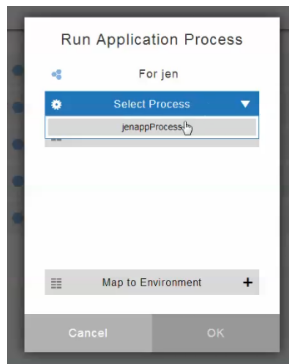 Run Application Process
For jen
Select Process
jenappProcess
Map to Environment
Cancel
OK